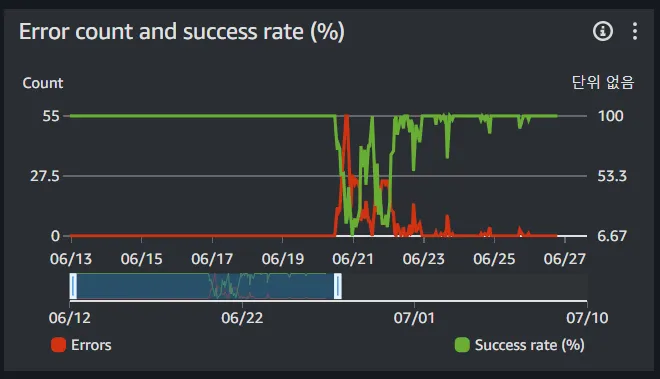 Error count and success rate (%)
Count 단위 없음
55 100
27.5 53.3
0 6.67
06/13 06/15 06/17 06/19 06/21 06/23 06/25 06/27
06/12 06/22 07/01 07/10
Errors Success rate (%)